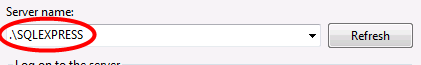 Server name:
.\SQLEXPRESS
Refresh
Log on to the server